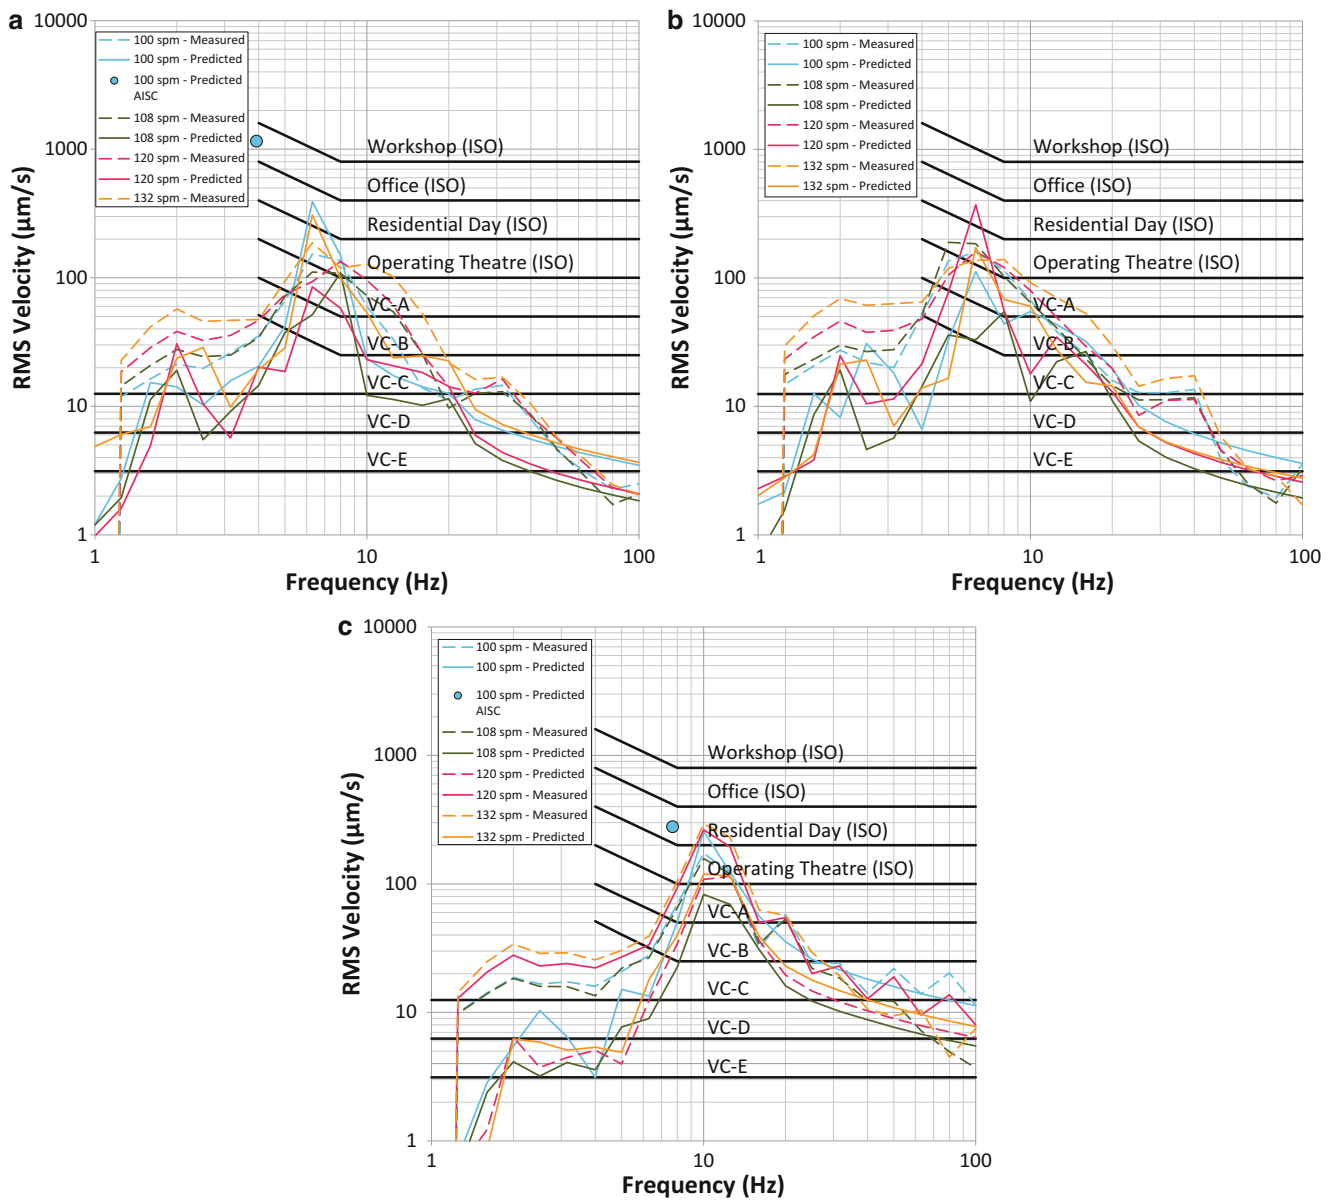 a
10000
1000
100
10
1
RMS Velocity (µm/s)
100 spm - Measured
100 spm - Predicted
100 spm - Predicted
AISC
108 spm - Measured
108 spm - Predicted
120 spm - Measured
120 spm - Predicted
132 spm - Measured
Workshop (ISO)
Office (ISO)
Residential Day (ISO)
Operating Theatre (ISO)
VC-A
VC-B
VC-C
VC-D
VC-E
1
10
100
Frequency (Hz)
b
10000
1000
100
10
1
RMS Velocity (µm/s)
100 spm - Measured
100 spm - Predicted
108 spm - Measured
108 spm - Predicted
120 spm - Measured
120 spm - Predicted
132 spm - Measured
132 spm - Predicted
Workshop (ISO)
Office (ISO)
Residential Day (ISO)
Operating Theatre (ISO)
VC-A
VC-B
VC-C
VC-D
VC-E
1
10
100
Frequency (Hz)
c
10000
1000
100
10
1
RMS Velocity (µm/s)
100 spm - Measured
100 spm - Predicted
100 spm - Predicted
AISC
108 spm - Measured
108 spm - Predicted
120 spm - Predicted
120 spm - Measured
132 spm - Measured
132 spm - Predicted
Workshop (ISO)
Office (ISO)
Residential Day (ISO)
Operating Theatre (ISO)
VC-A
VC-B
VC-C
VC-D
VC-E
1
10
100
Frequency (Hz)